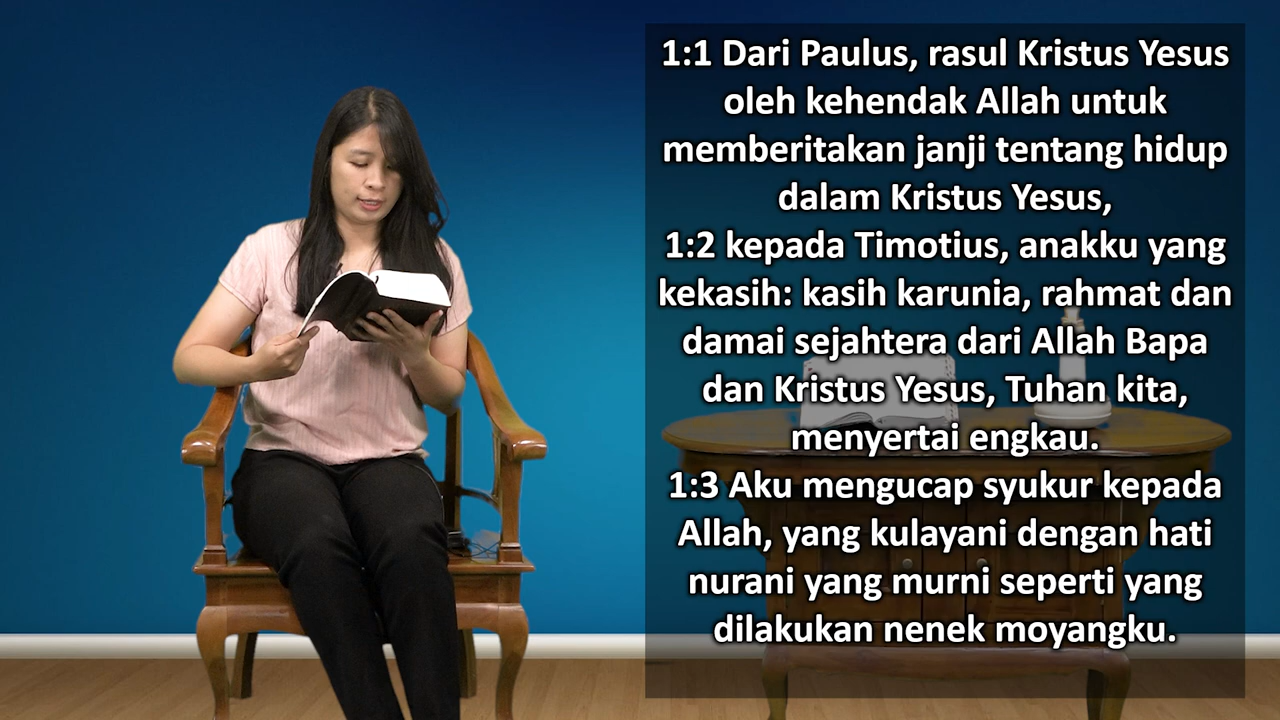 1:1 Dari Paulus, rasul Kristus Yesus
oleh kehendak Allah untuk
memberitakan janji tentang hidup
dalam Kristus Yesus,
1:2 kepada Timotius, anakku yang
kekasih: kasih karunia, rahmat dan
damai sejahtera dari Allah Bapa
dan Kristus Yesus, Tuhan kita,
menyertai engkau.
1:3 Aku mengucap syukur kepada
Allah, yang kulayani dengan hati
nurani yang murni seperti yang
dilakukan nenek moyangku.